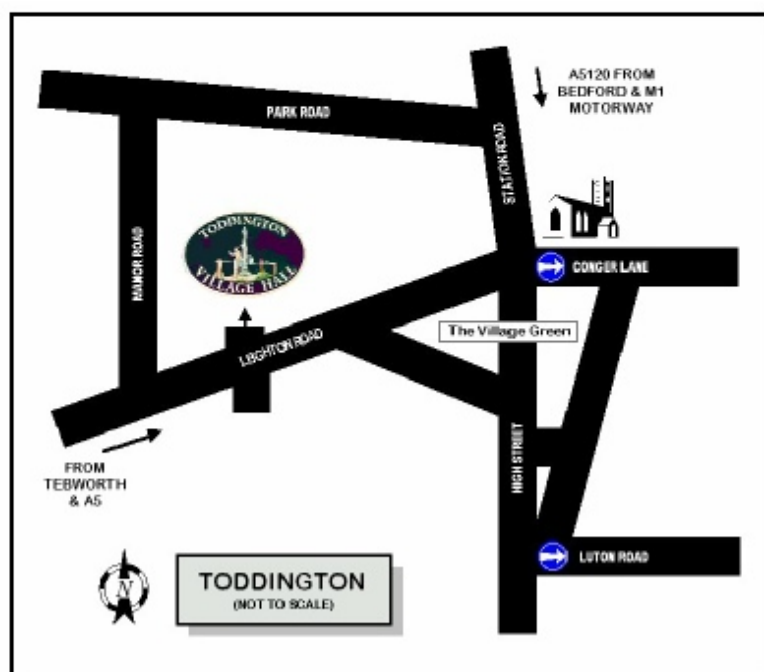 A5120 FROM
BEDFORD & M1
MOTORWAY
PARK ROAD
STATION ROAD
MANOR ROAD
TODDINGTON
VILLAGE HALL
CONGER LANE
The Village Green
LEIGHTON ROAD
HIGH STREET
FROM
TEBWORTH
& A5
LUTON ROAD
N
TODDINGTON
(NOT TO SCALE)